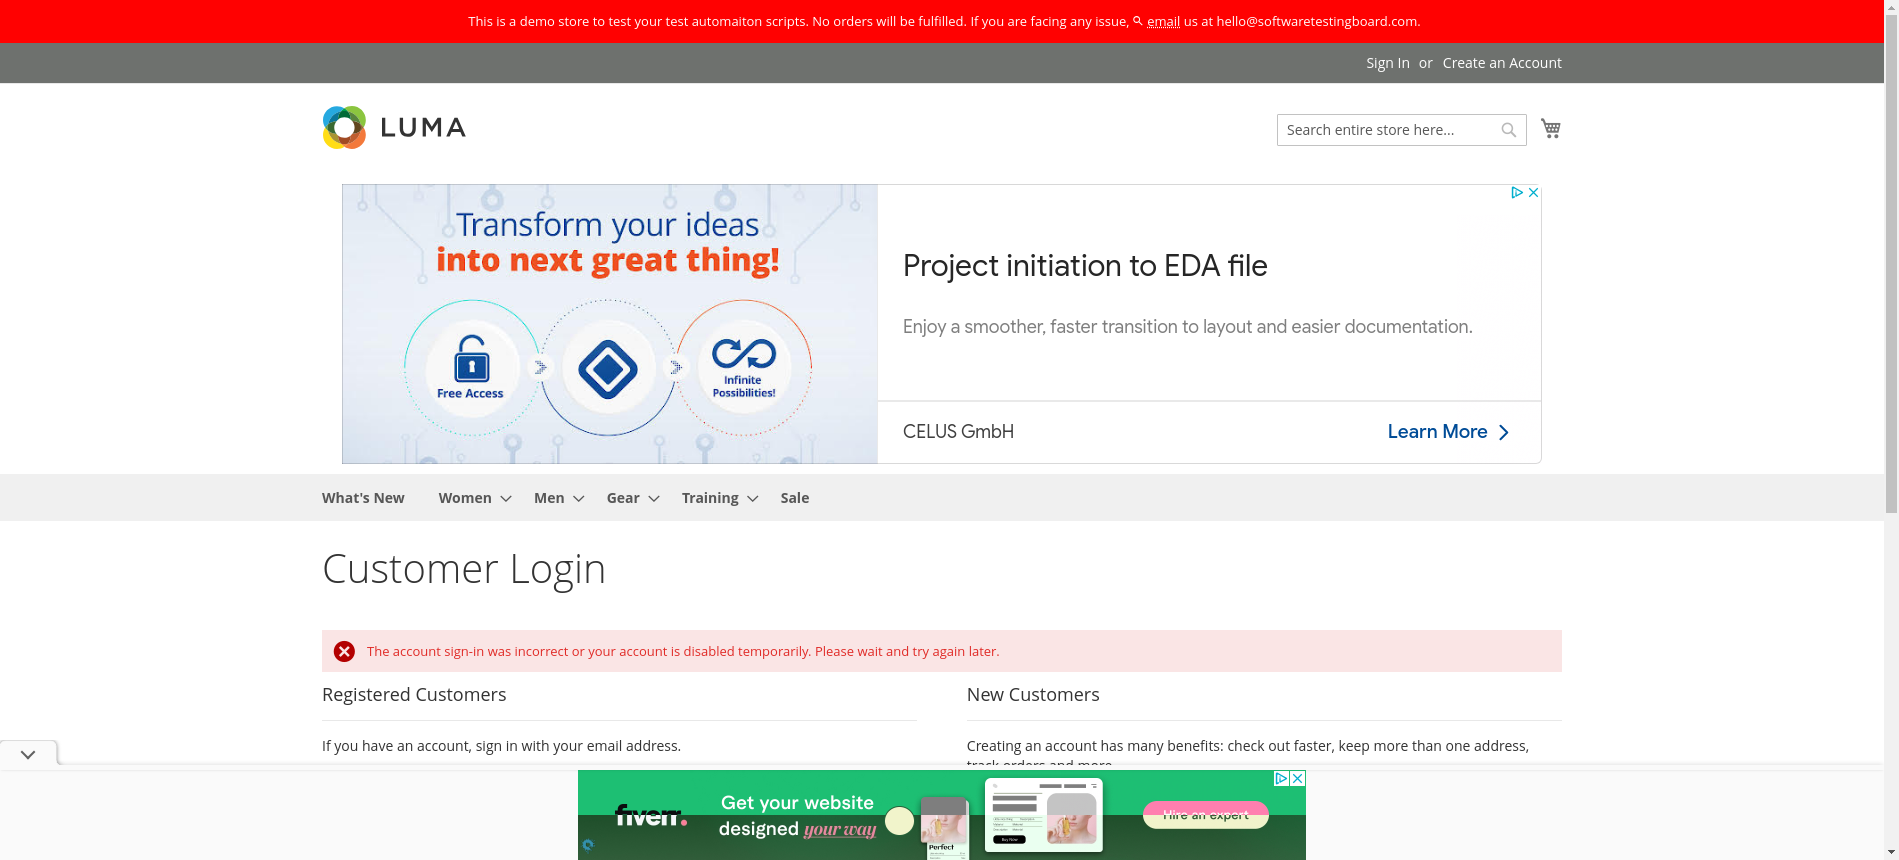 This is a demo store to test your test automaiton scripts. No orders will be fulfilled. If you are facing any issue, email us at hello@softwaretestingboard.com.
Sign In or Create an Account
LUMA
Search entire store here...
Transform your ideas
into next great thing!
Free Access
Infinite
Possibilities!
Project initiation to EDA file
Enjoy a smoother, faster transition to layout and easier documentation.
CELUS GmbH
Learn More
What's New Women Men Gear Training Sale
Customer Login
The account sign-in was incorrect or your account is disabled temporarily. Please wait and try again later.
Registered Customers
If you have an account, sign in with your email address.
New Customers
Creating an account has many benefits: check out faster, keep more than one address,
track orders and more.
fiverr.
Get your website
designed your way
Perfect
Buy Now
Hire an expert